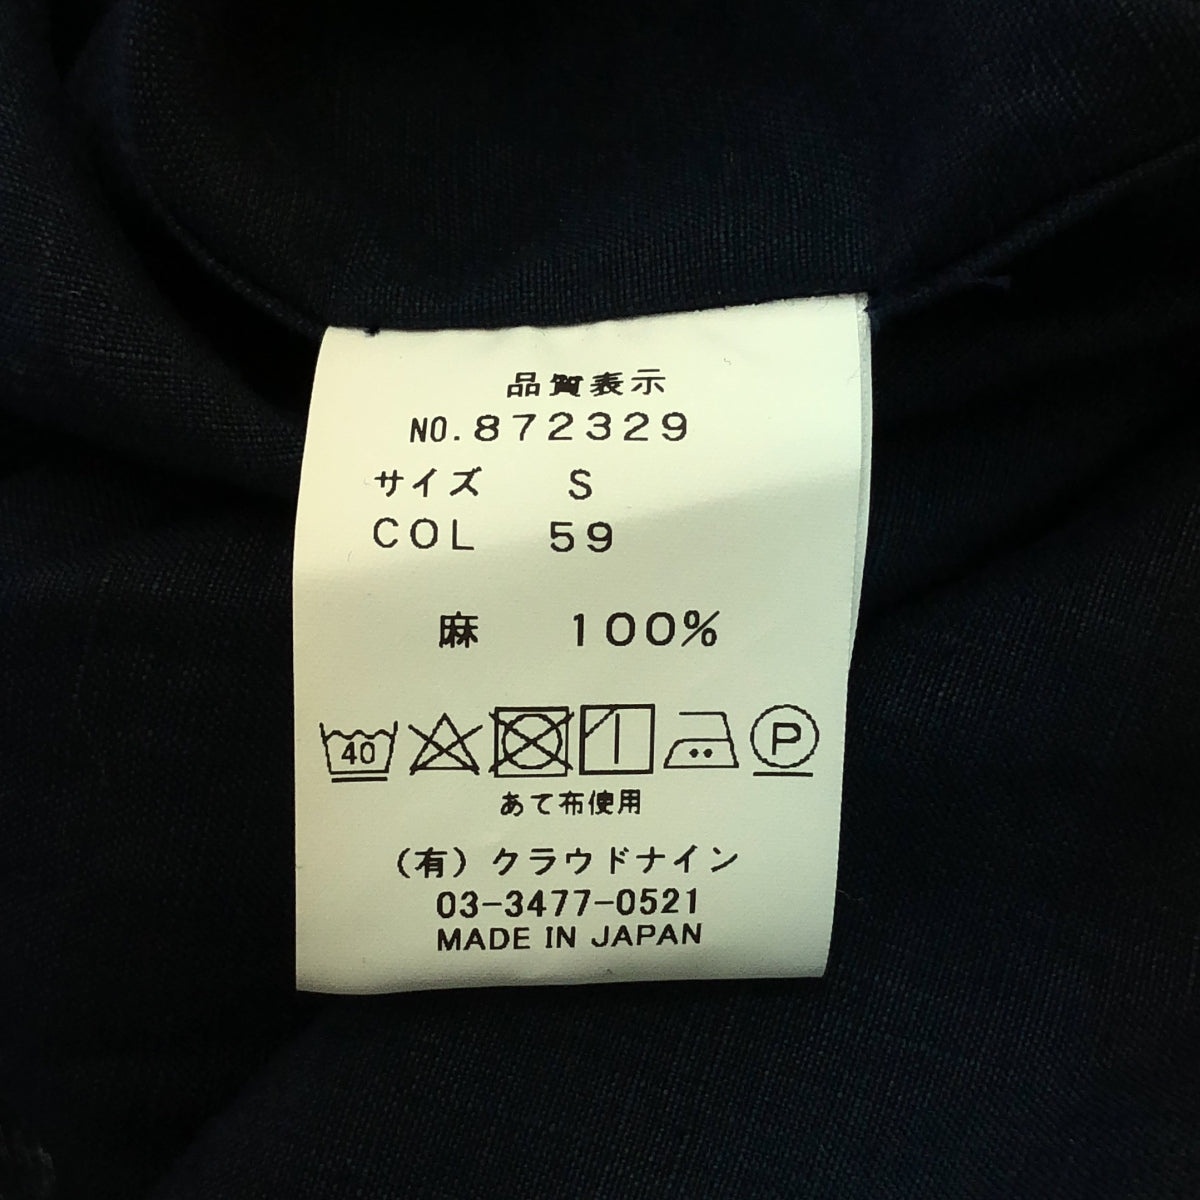 品質表示
NO.872329
サイズ S
COL 59
麻 100%
40 P
あて布使用
(有)クラウドナイン
03-3477-0521
MADE IN JAPAN